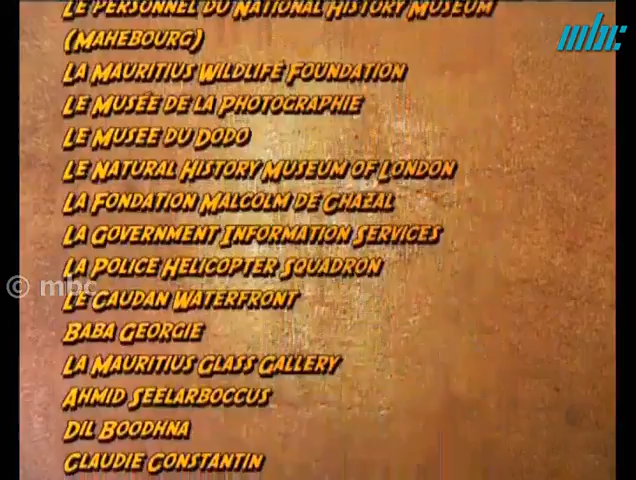 Le Personnel du National History Museum
mbc
(Mahebourg)
La Mauritius Wildlife Foundation
Le Musée de la Photographie
Le Musee du Dodo
Le Natural History Museum of London
La Fondation Malcolm de Chazal
La Government Information Services
La Police Helicopter Squadron
© mbc
Le Caudan Waterfront
Baba Georgie
La Mauritius Glass Gallery
Ahmid Seelarboccus
Dil Boodhna
Claudie Constantin